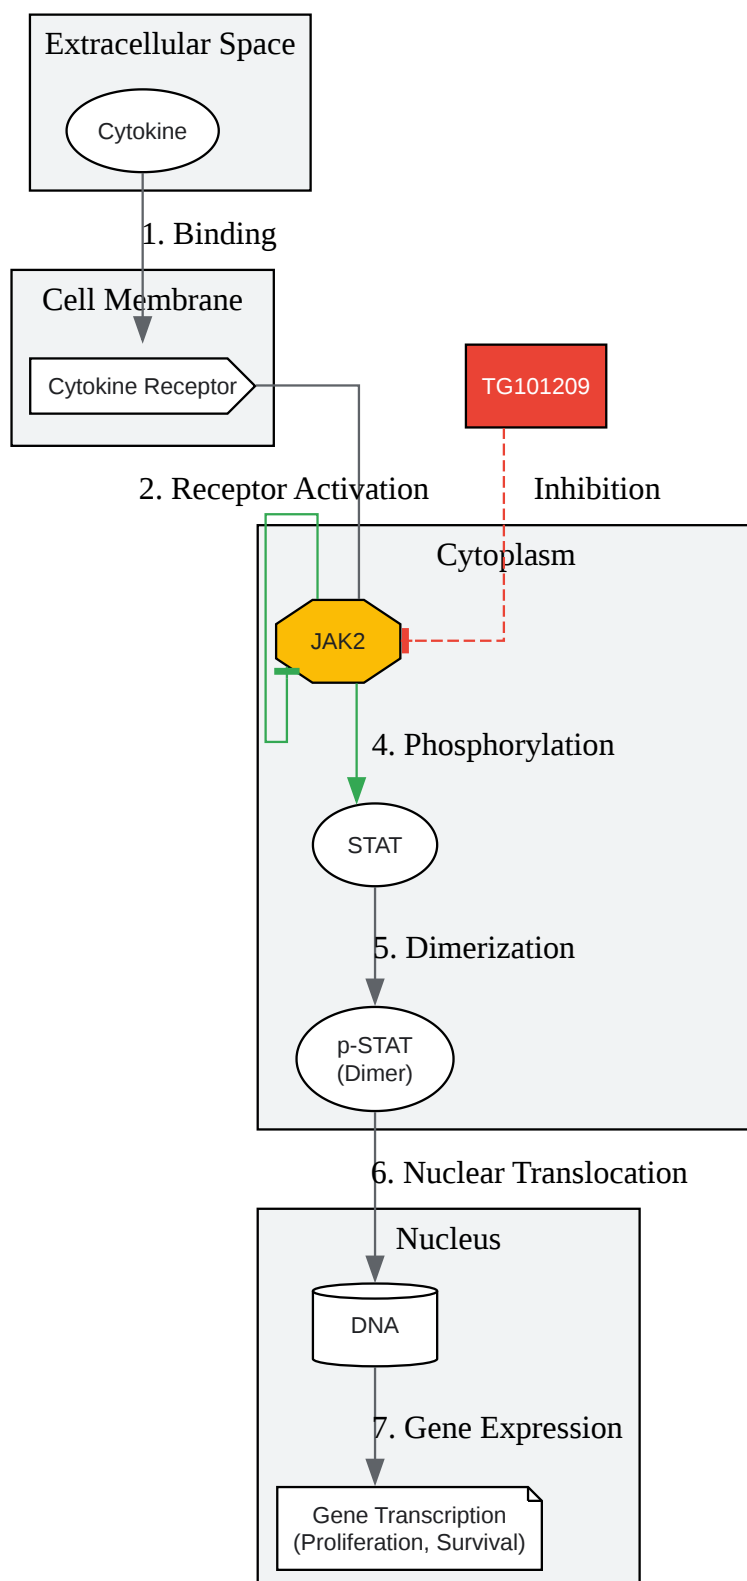 Extracellular Space
Cytokine
1. Binding
Cell Membrane
Cytokine Receptor
TG101209
2. Receptor Activation
Inhibition
Cytoplasm
JAK2
4. Phosphorylation
STAT
5. Dimerization
p-STAT
(Dimer)
6. Nuclear Translocation
Nucleus
DNA
7. Gene Expression
Gene Transcription
(Proliferation, Survival)